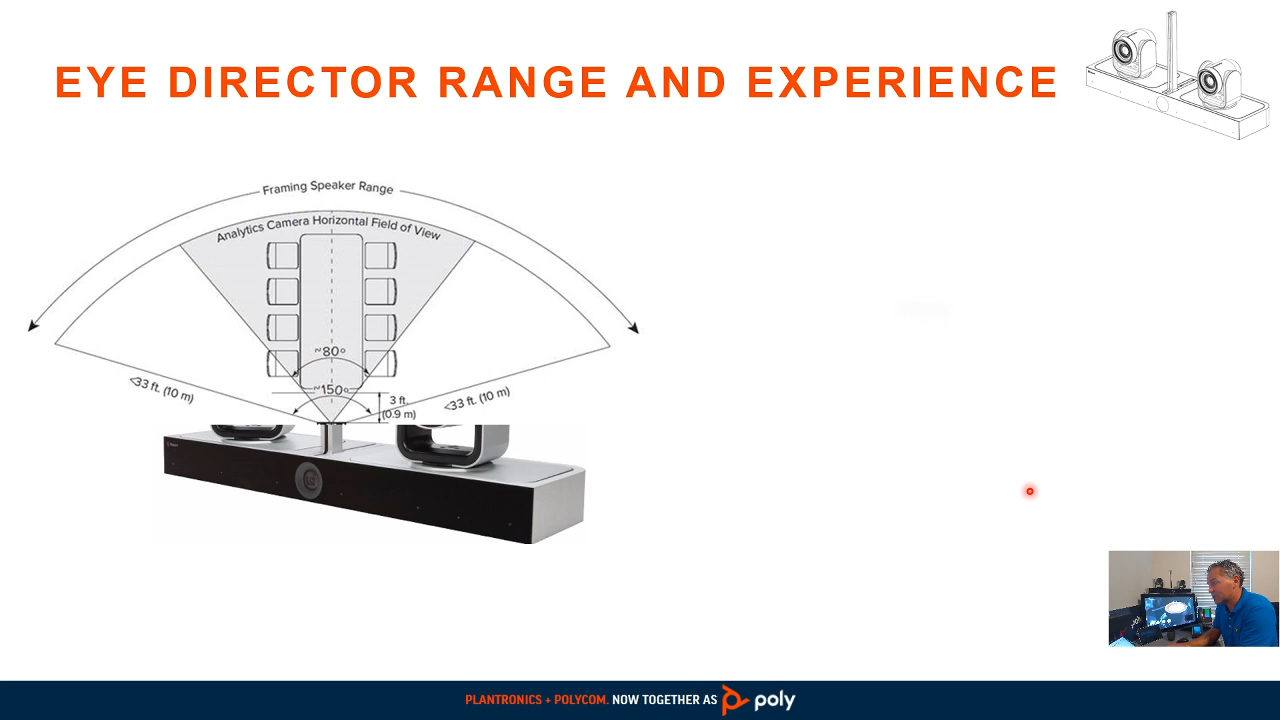 EYE DIRECTOR RANGE AND EXPERIENCE
Framing Speaker Range
Analytics Camera Horizontal Field of View
~80°
~150°
<33 ft. (10 m)
3 ft.
(0.9 m)
<33 ft. (10 m)
PLANTRONICS + POLYCOM. NOW TOGETHER AS poly